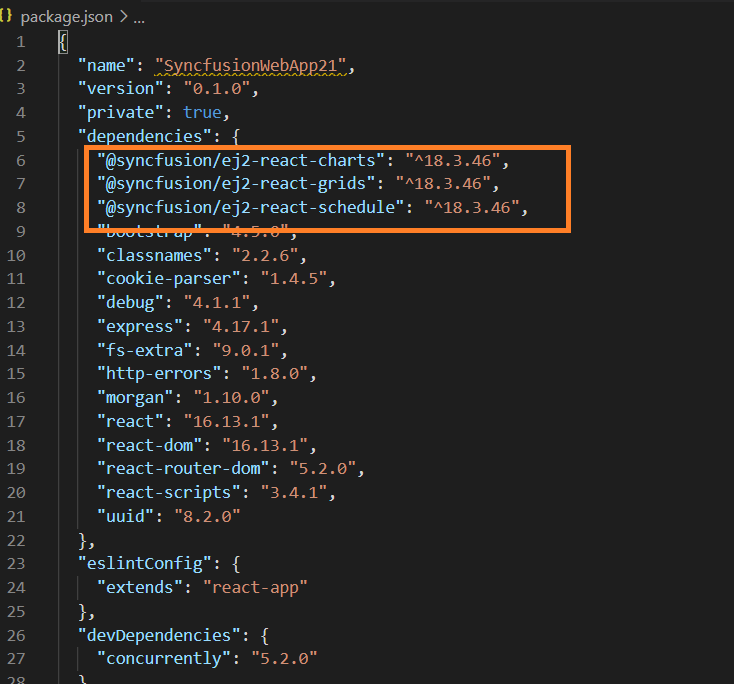 {} package.json > ...
1 {
2 "name": "SyncfusionWebApp21",
3 "version": "0.1.0",
4 "private": true,
5 "dependencies": {
6 "@syncfusion/ej2-react-charts": "^18.3.46",
7 "@syncfusion/ej2-react-grids": "^18.3.46",
8 "@syncfusion/ej2-react-schedule": "^18.3.46",
9 "bootstrap": "4.5.0",
10 "classnames": "2.2.6",
11 "cookie-parser": "1.4.5",
12 "debug": "4.1.1",
13 "express": "4.17.1",
14 "fs-extra": "9.0.1",
15 "http-errors": "1.8.0",
16 "morgan": "1.10.0",
17 "react": "16.13.1",
18 "react-dom": "16.13.1",
19 "react-router-dom": "5.2.0",
20 "react-scripts": "3.4.1",
21 "uuid": "8.2.0"
22 },
23 "eslintConfig": {
24 "extends": "react-app"
25 },
26 "devDependencies": {
27 "concurrently": "5.2.0"
28 }